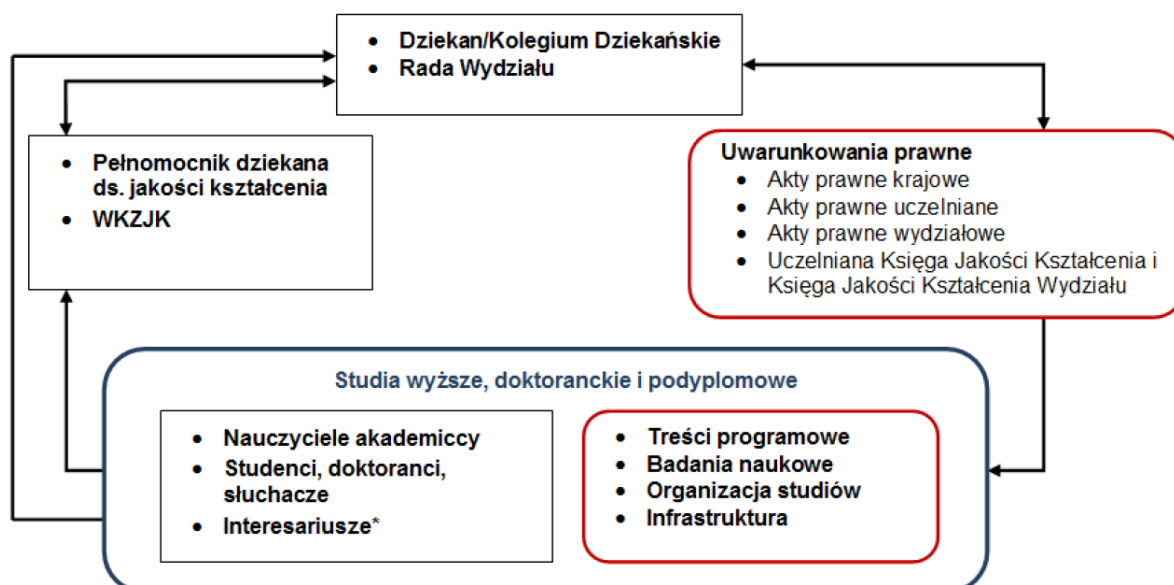 • Dziekan/Kolegium Dziekańskie
• Rada Wydziału
• Pełnomocnik dziekana
ds. jakości kształcenia
• WKZJK
Uwarunkowania prawne
• Akty prawne krajowe
• Akty prawne uczelniane
• Akty prawne wydziałowe
• Uczelniana Księga Jakości Kształcenia i
Księga Jakości Kształcenia Wydziału
Studia wyższe, doktoranckie i podyplomowe
• Nauczyciele akademiccy
• Studenci, doktoranci,
słuchacze
• Interesariusze*
• Treści programowe
• Badania naukowe
• Organizacja studiów
• Infrastruktura